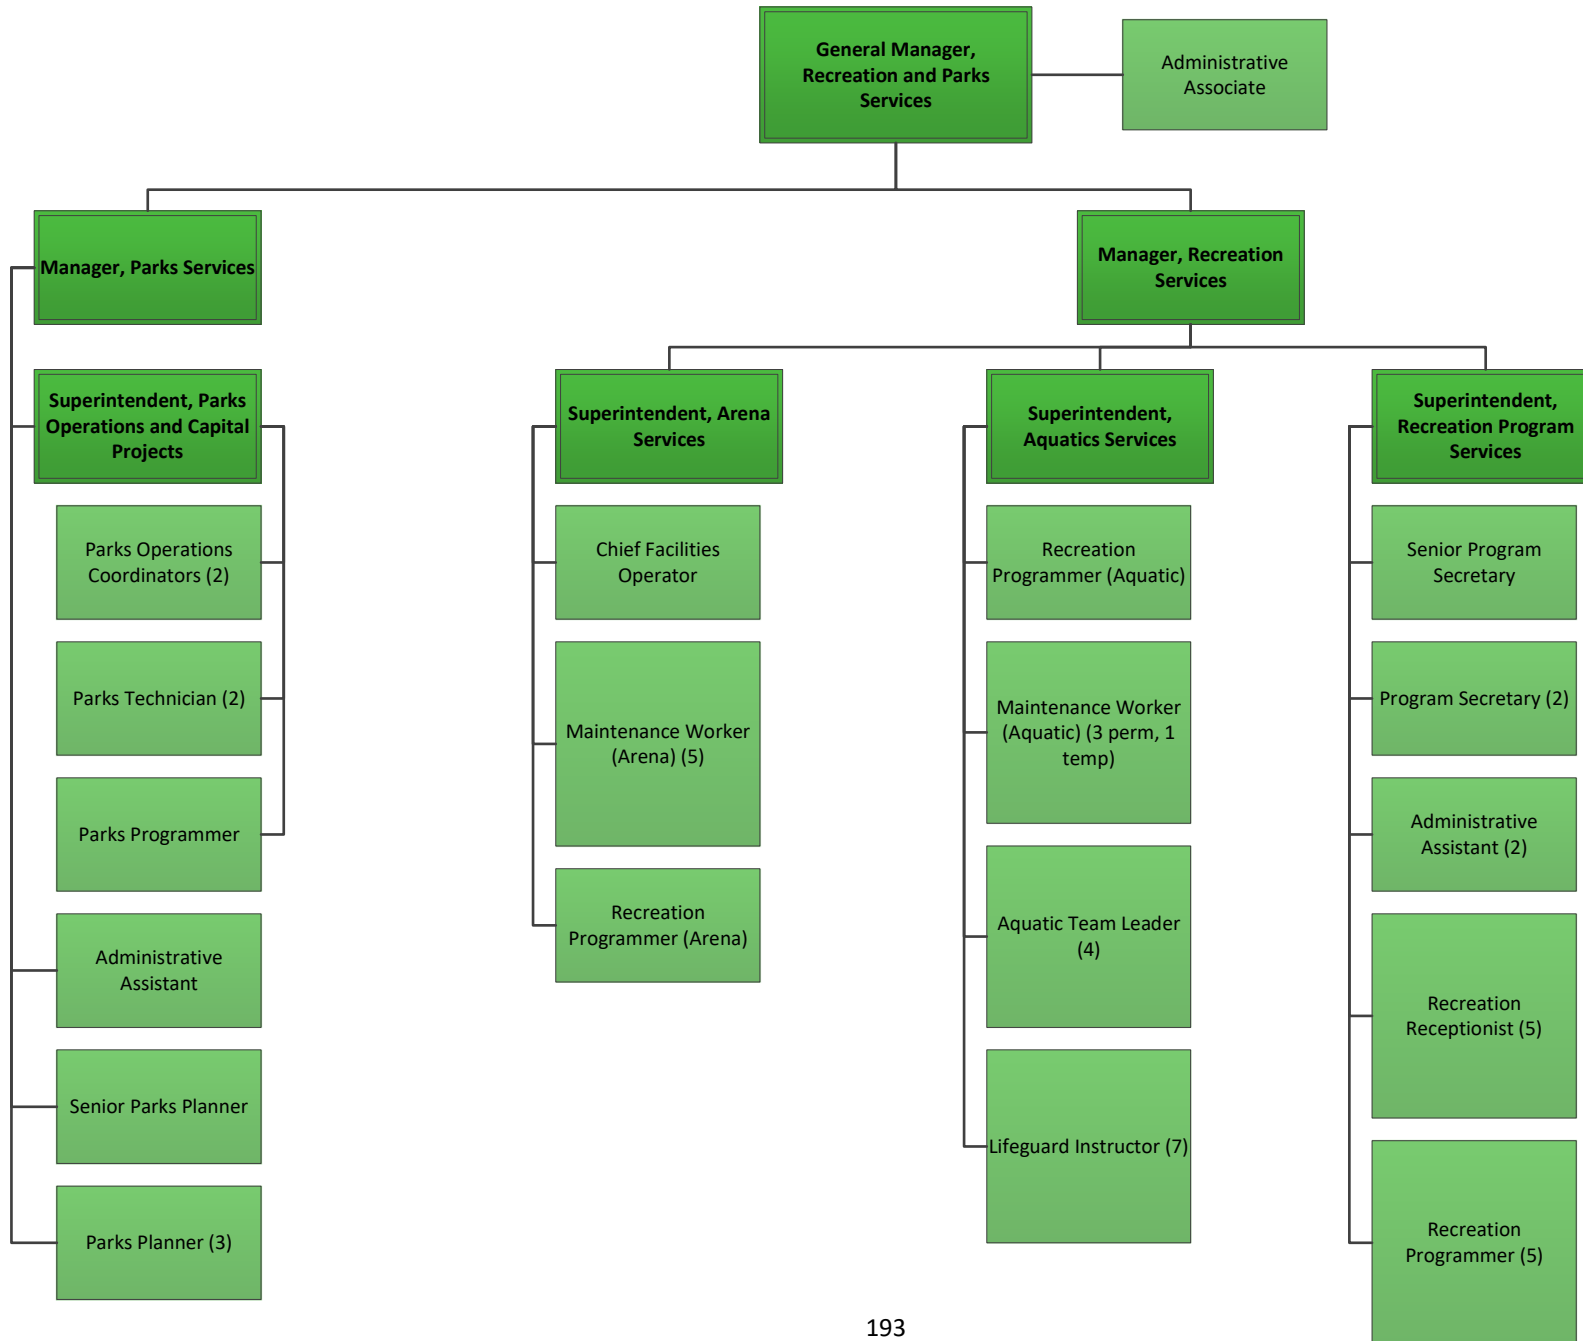 General Manager,
Recreation and Parks
Services
Administrative
Associate
Manager, Parks Services
Manager, Recreation
Services
Superintendent, Parks
Operations and Capital
Projects
Parks Operations
Coordinators (2)
Parks Technician (2)
Parks Programmer
Administrative
Assistant
Senior Parks Planner
Parks Planner (3)
Superintendent, Arena
Services
Chief Facilities
Operator
Maintenance Worker
(Arena) (5)
Recreation
Programmer (Arena)
Superintendent,
Aquatics Services
Recreation
Programmer (Aquatic)
Maintenance Worker
(Aquatic) (3 perm, 1
temp)
Aquatic Team Leader
(4)
Lifeguard Instructor (7)
Superintendent,
Recreation Program
Services
Senior Program
Secretary
Program Secretary (2)
Administrative
Assistant (2)
Recreation
Receptionist (5)
Recreation
Programmer (5)
193